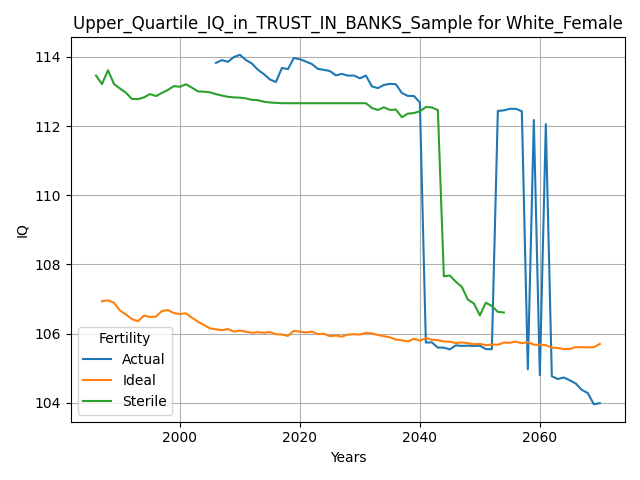 Upper_Quartile_IQ_in_TRUST_IN_BANKS_Sample for White_Female
114
112
110
108
106
104
IQ
Fertility
Actual
Ideal
Sterile
2000
2020
2040
2060
Years